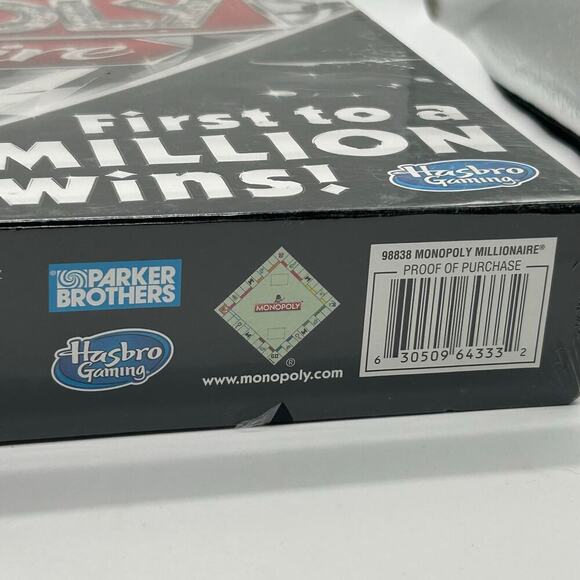 First to a
MILLION
wins!
Hasbro
Gaming
PARKER
BROTHERS
Hasbro
Gaming
MONOPOLY
www.monopoly.com
98838 MONOPOLY MILLIONAIRE®
PROOF OF PURCHASE
6 30509 64333 2